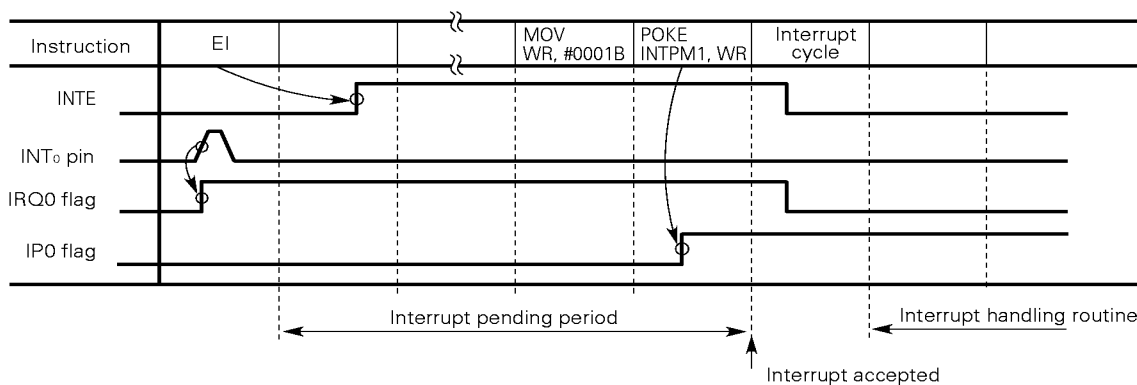 Instruction EI MOV WR, #0001B POKE INTPM1, WR Interrupt cycle
INTE
INT₀ pin
IRQ0 flag
IP0 flag
Interrupt pending period
Interrupt handling routine
Interrupt accepted